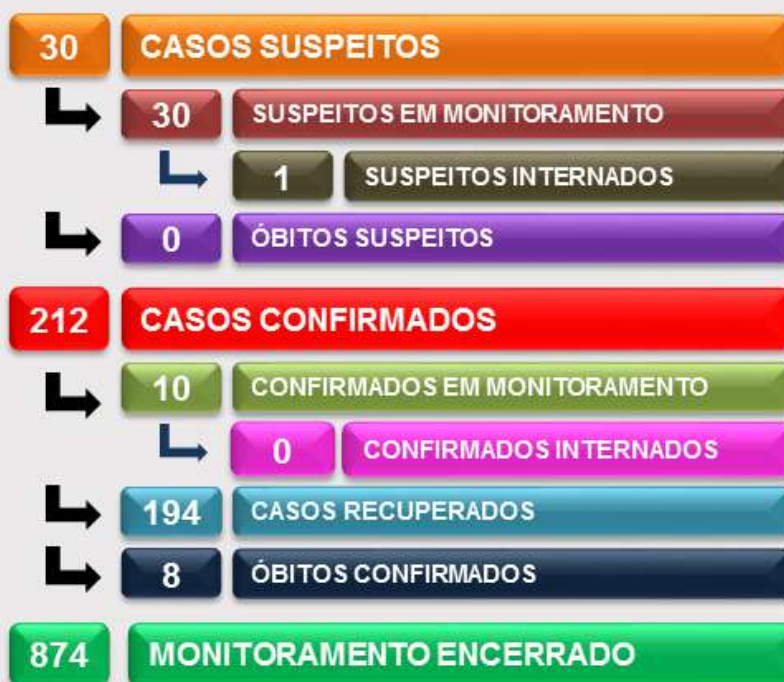 30 CASOS SUSPEITOS
30 SUSPEITOS EM MONITORAMENTO
1 SUSPEITOS INTERNADOS
0 ÓBITOS SUSPEITOS
212 CASOS CONFIRMADOS
10 CONFIRMADOS EM MONITORAMENTO
0 CONFIRMADOS INTERNADOS
194 CASOS RECUPERADOS
8 ÓBITOS CONFIRMADOS
874 MONITORAMENTO ENCERRADO